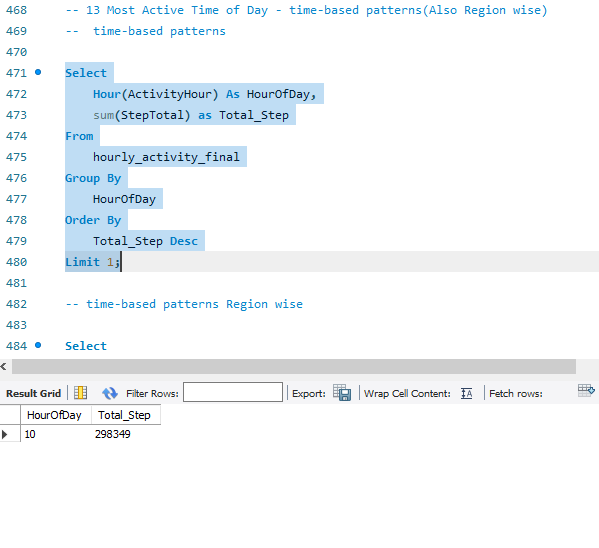 468 -- 13 Most Active Time of Day - time-based patterns(Also Region wise)
469 --  time-based patterns
470
471 Select
472 Hour(ActivityHour) As HourOfDay,
473 sum(StepTotal) as Total_Step
474 From
475 hourly_activity_final
476 Group By
477 HourOfDay
478 Order By
479 Total_Step Desc
480 Limit 1;
481
482 -- time-based patterns Region wise
483
484 Select
Result Grid Filter Rows: Export: Wrap Cell Content: Fetch rows:
HourOfDay Total_Step
10 298349